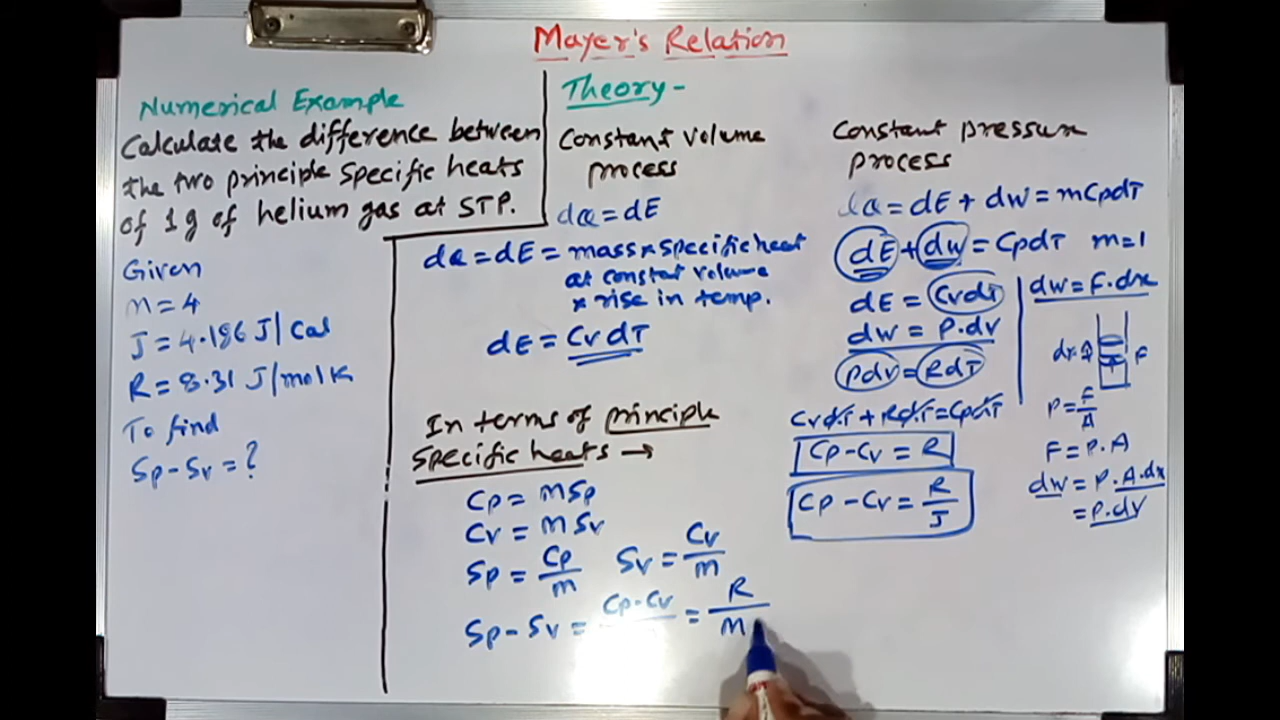 Mayer's Relation
Numerical Example
Calculate the difference between
the two principle specific heats
of 1g of helium gas at STP.
Given
M = 4
J = 4.186 J/Cal
R = 8.31 J/mol K
To find
Sp - Sv = ?
Theory -
Constant volume
process
dQ = dE
dQ = dE = mass × specific heat
at constat volume
× rise in temp.
dE = CvdT
In terms of principle
specific heats →
Cp = MSp
Cv = MSv
Sp = Cp/M Sv = Cv/M
Sp - Sv = Cp - Cv = R/M
Constant pressure
process
dQ = dE + dW = mCpdT
dE + dW = CpdT m=1
dE = CvdT
dW = P.dV
PdV = RdT
CvdT + RdT = CpdT
Cp - Cv = R
Cp - Cv = R/J
dW = F.dx
dx F
P = F/A
F = P.A
dW = P.A.dx
= P.dV